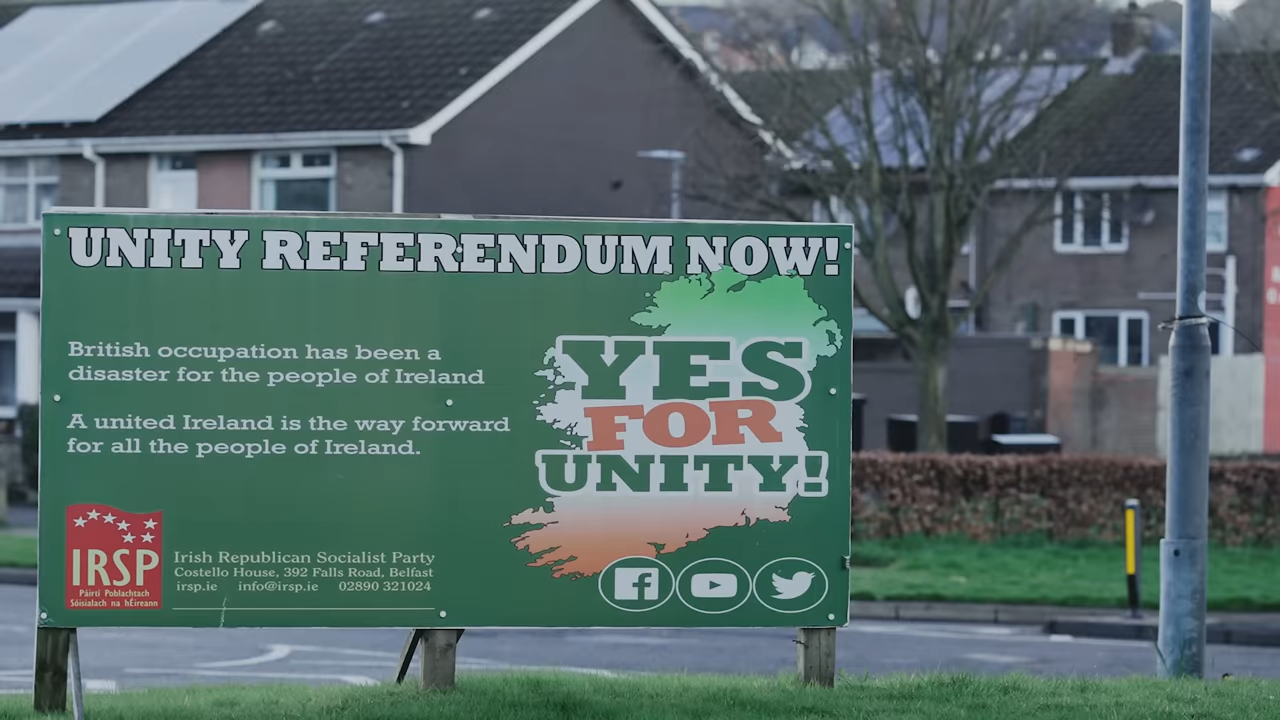 UNITY REFERENDUM NOW!
British occupation has been a
disaster for the people of Ireland
A united Ireland is the way forward
for all the people of Ireland.
YES
FOR
UNITY!
IRSP
Páirtí Poblachtach
Sóisialach na hÉireann
Irish Republican Socialist Party
Costello House, 392 Falls Road, Belfast
irsp.ie info@irsp.ie 02890 321024